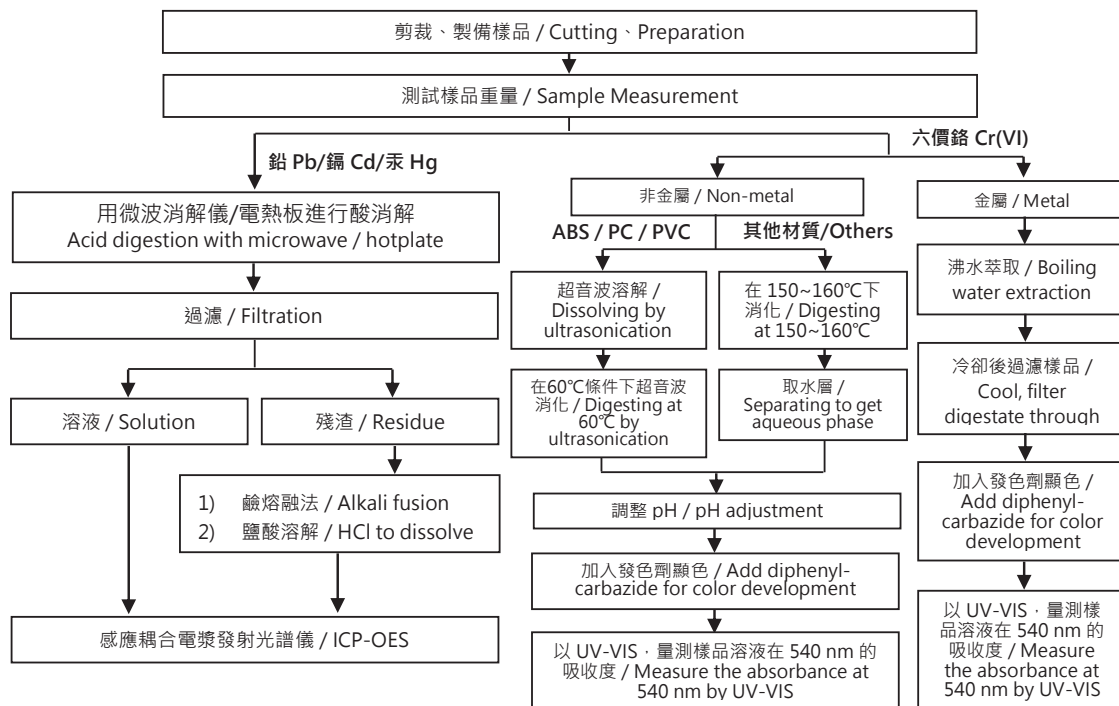 剪裁、製備樣品 / Cutting、Preparation
測試樣品重量 / Sample Measurement
鉛 Pb/鎘 Cd/汞 Hg
用微波消解儀/電熱板進行酸消解
Acid digestion with microwave / hotplate
過濾 / Filtration
溶液 / Solution
殘渣 / Residue
1) 鹼熔融法 / Alkali fusion
2) 鹽酸溶解 / HCl to dissolve
感應耦合電漿發射光譜儀 / ICP-OES
六價鉻 Cr(VI)
非金屬 / Non-metal
ABS / PC / PVC
其他材質/Others
超音波溶解 /
Dissolving by
ultrasonication
在60℃條件下超音波
消化 / Digesting at
60℃ by
ultrasonication
在 150~160℃下
消化 / Digesting
at 150~160℃
取水層 /
Separating to get
aqueous phase
調整 pH / pH adjustment
加入發色劑顯色 / Add diphenyl-
carbazide for color development
以 UV-VIS，量測樣品溶液在 540 nm 的
吸收度 / Measure the absorbance at
540 nm by UV-VIS
金屬 / Metal
沸水萃取 / Boiling
water extraction
冷卻後過濾樣品 /
Cool, filter
digestate through
加入發色劑顯色 /
Add diphenyl-
carbazide for color
development
以 UV-VIS，量測樣
品溶液在 540 nm 的
吸收度 / Measure
the absorbance at
540 nm by UV-VIS